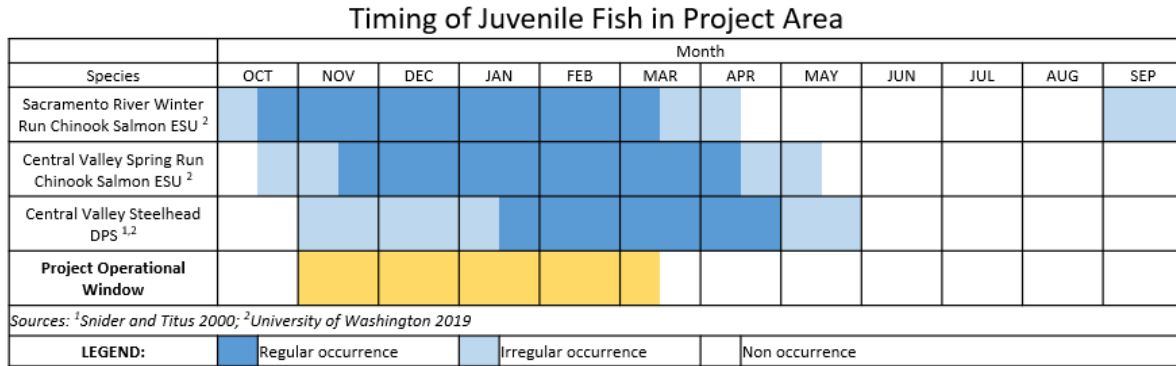 Timing of Juvenile Fish in Project Area
Month
Species OCT NOV DEC JAN FEB MAR APR MAY JUN JUL AUG SEP
Sacramento River Winter
Run Chinook Salmon ESU ²
Central Valley Spring Run
Chinook Salmon ESU ²
Central Valley Steelhead
DPS ¹,²
Project Operational
Window
Sources: ¹Snider and Titus 2000; ²University of Washington 2019
LEGEND: Regular occurrence Irregular occurrence Non occurrence